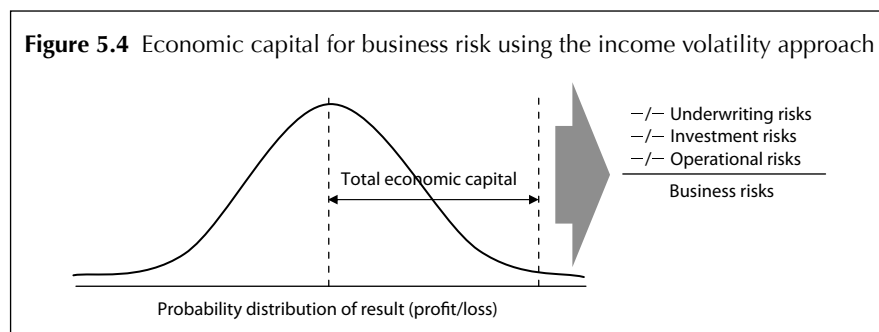 Figure 5.4 Economic capital for business risk using the income volatility approach
Total economic capital
−/− Underwriting risks
−/− Investment risks
−/− Operational risks
Business risks
Probability distribution of result (profit/loss)